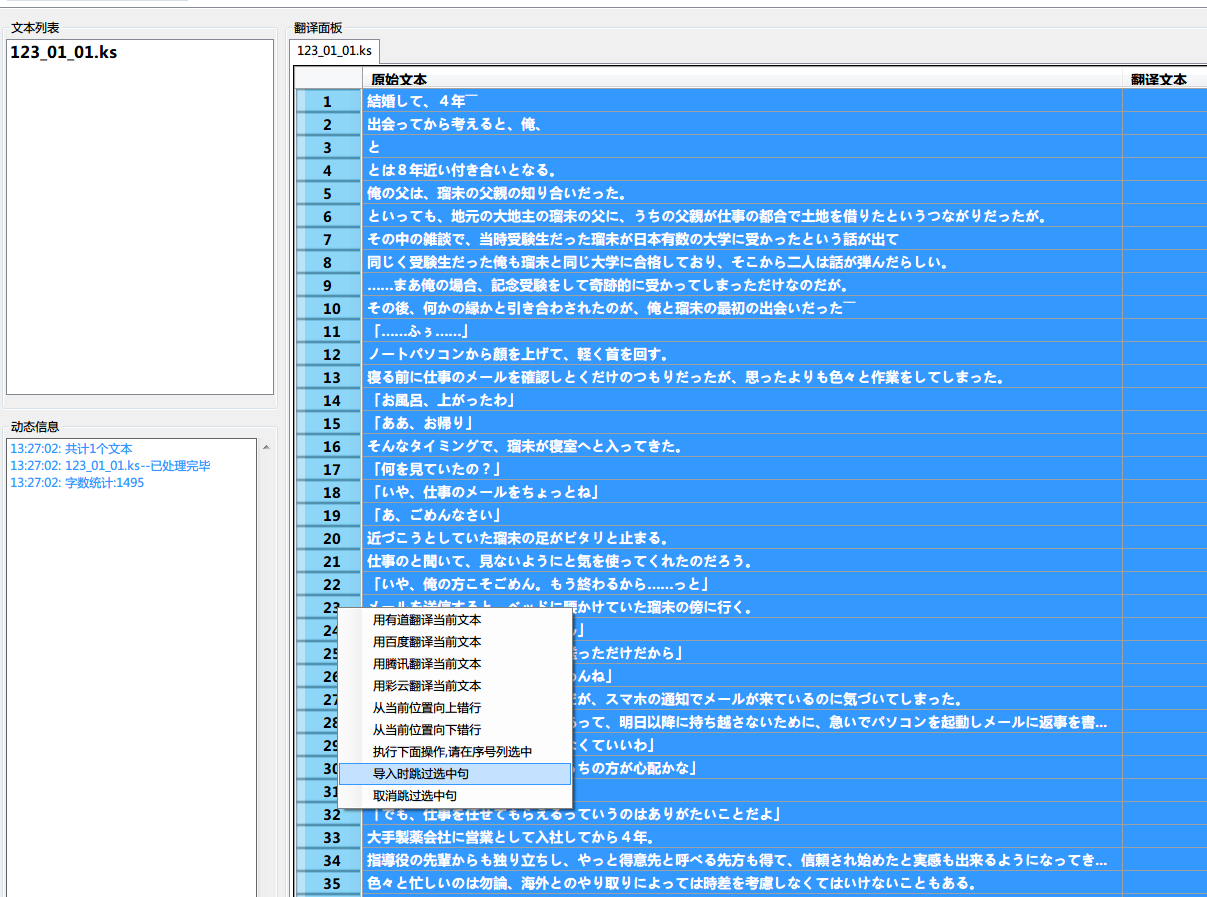 文本列表
123_01_01.ks
动态信息
13:27:02: 共计1个文本
13:27:02: 123_01_01.ks--已处理完毕
13:27:02: 字数统计:1495
翻译面板
123_01_01.ks
原始文本 翻译文本
1 結婚して、４年――
2 出会ってから考えると、俺、
3 と
4 とは８年近い付き合いとなる。
5 俺の父は、瑠未の父親の知り合いだった。
6 といっても、地元の大地主の瑠未の父に、うちの父親が仕事の都合で土地を借りたというつながりだったが。
7 その中の雑談で、当時受験生だった瑠未が日本有数の大学に受かったという話が出て
8 同じく受験生だった俺も瑠未と同じ大学に合格しており、そこから二人は話が弾んだらしい。
9 ……まあ俺の場合、記念受験をして奇跡的に受かってしまっただけなのだが。
10 その後、何かの縁かと引き合わされたのが、俺と瑠未の最初の出会いだった――
11 「……ふぅ……」
12 ノートパソコンから顔を上げて、軽く首を回す。
13 寝る前に仕事のメールを確認しとくだけのつもりだったが、思ったよりも色々と作業をしてしまった。
14 「お風呂、上がったわ」
15 「ああ、お帰り」
16 そんなタイミングで、瑠未が寝室へと入ってきた。
17 「何を見ていたの？」
18 「いや、仕事のメールをちょっとね」
19 「あ、ごめんなさい」
20 近づこうとしていた瑠未の足がピタリと止まる。
21 仕事のと聞いて、見ないようにと気を使ってくれたのだろう。
22 「いや、俺の方こそごめん。もう終わるから……っと」
23 メールを送信すると、ベッドに腰かけていた瑠未の傍に行く。
24 」
25 っただけだから」
26 んね」
27 が、スマホの通知でメールが来ているのに気づいてしまった。
28 って、明日以降に持ち越さないために、急いでパソコンを起動しメールに返事を書...
29 くていいわ」
30 ちの方が心配かな」
31
32 「でも、仕事を任せてもらえるっていうのはありがたいことだよ」
33 大手製薬会社に営業として入社してから４年。
34 指導役の先輩からも独り立ちし、やっと得意先と呼べる先方も得て、信頼され始めたと実感も出来るようになってき...
35 色々と忙しいのは勿論、海外とのやり取りによっては時差を考慮しなくてはいけないこともある。
用有道翻译当前文本
用百度翻译当前文本
用腾讯翻译当前文本
用彩云翻译当前文本
从当前位置向上错行
从当前位置向下错行
执行下面操作,请在序号列选中
导入时跳过选中句
取消跳过选中句